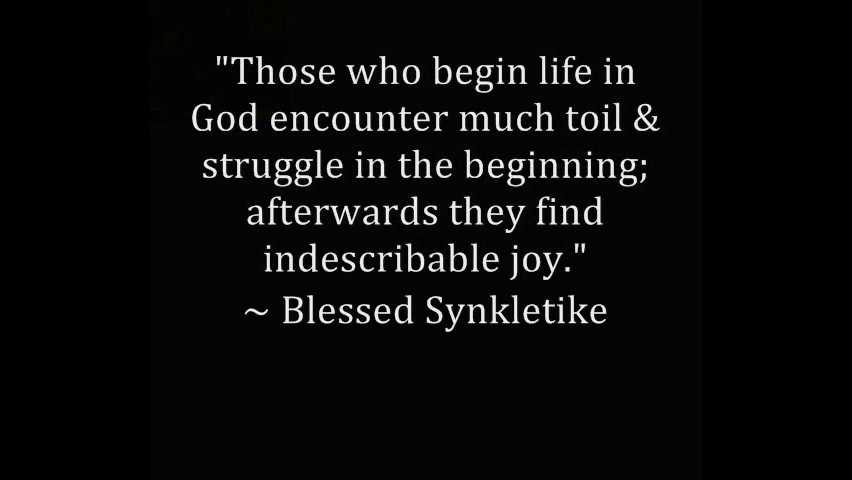 "Those who begin life in
God encounter much toil &
struggle in the beginning;
afterwards they find
indescribable joy."
~ Blessed Synkletike